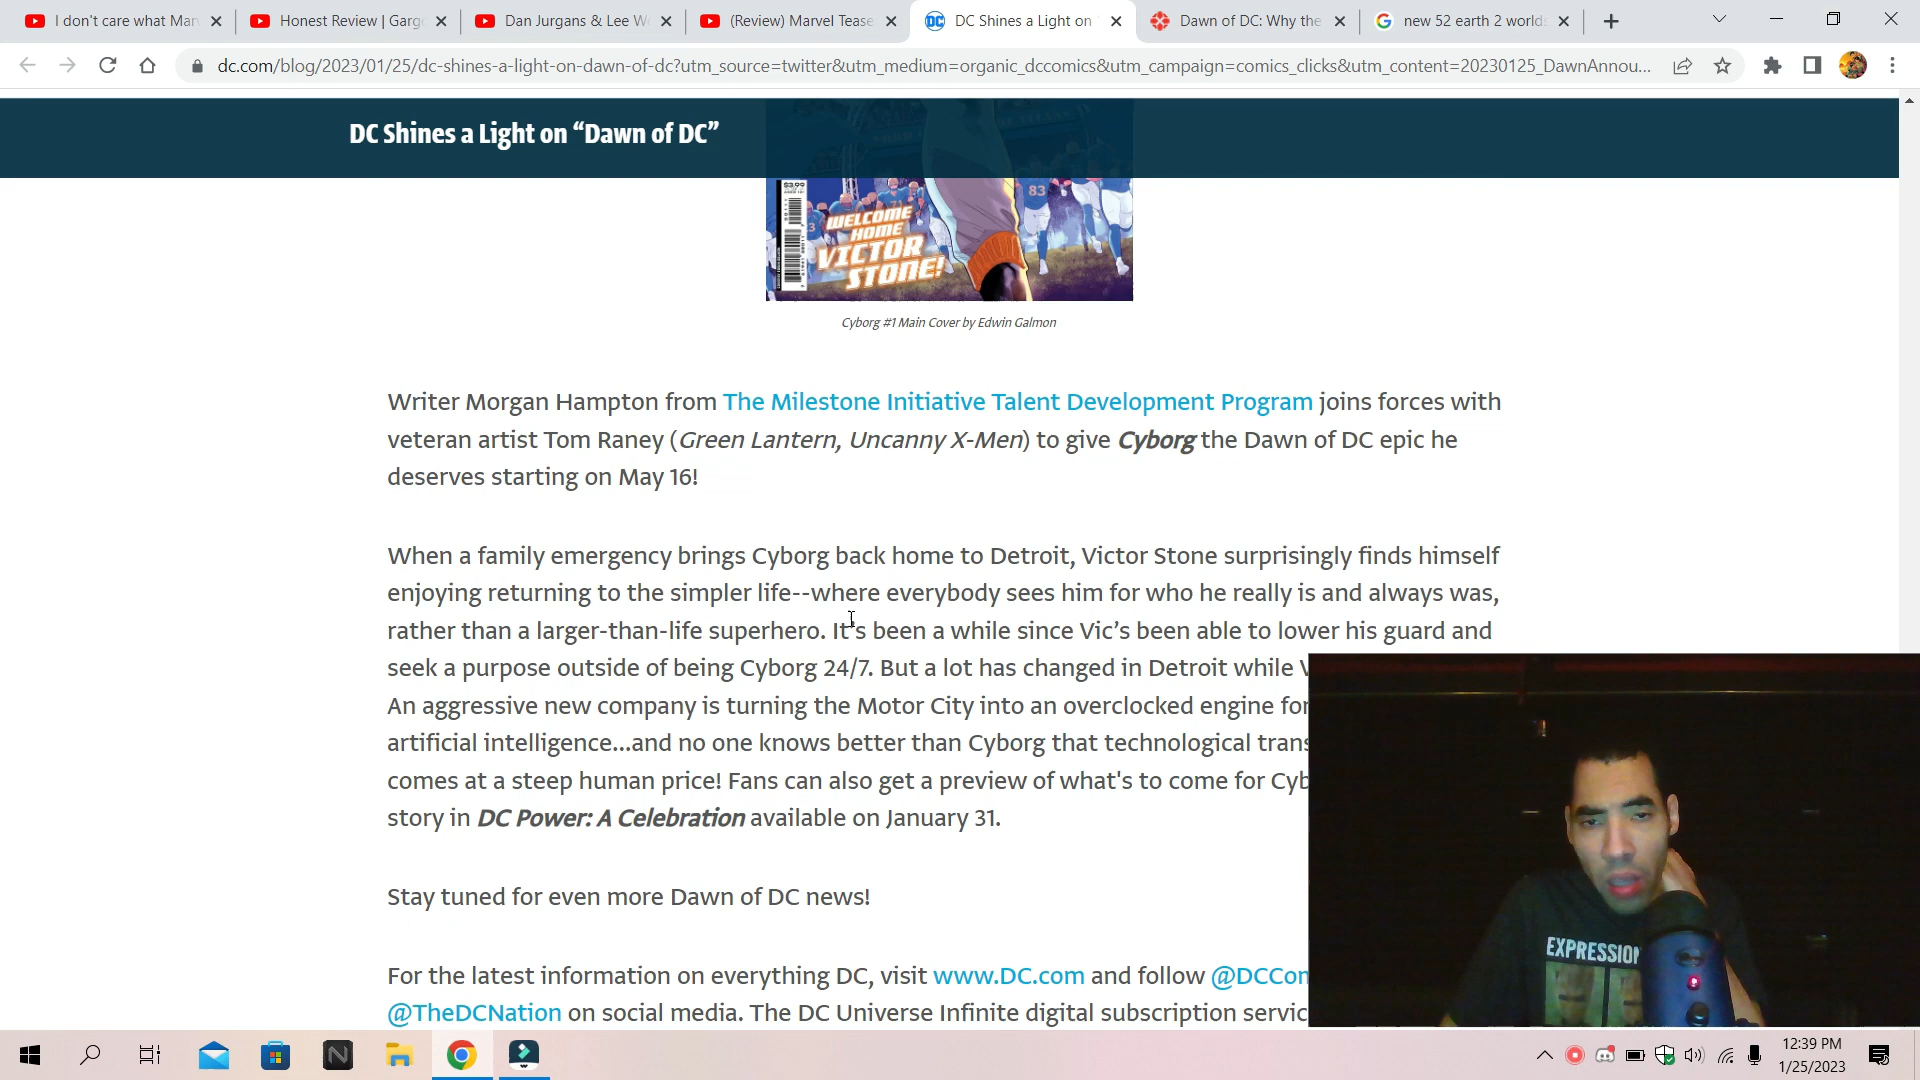 I don't care what Mar
Honest Review | Garg
Dan Jurgans & Lee W
(Review) Marvel Tease
DC Shines a Light on
Dawn of DC: Why the
new 52 earth 2 world
dc.com/blog/2023/01/25/dc-shines-a-light-on-dawn-of-dc?utm_source=twitter&utm_medium=organic_dccomics&utm_campaign=comics_clicks&utm_content=20230125_DawnAnnou...
DC Shines a Light on “Dawn of DC”
$3.99
83
WELCOME
HOME
VICTOR
STONE!
Cyborg #1 Main Cover by Edwin Galmon
Writer Morgan Hampton from The Milestone Initiative Talent Development Program joins forces with
veteran artist Tom Raney (Green Lantern, Uncanny X-Men) to give Cyborg the Dawn of DC epic he
deserves starting on May 16!
When a family emergency brings Cyborg back home to Detroit, Victor Stone surprisingly finds himself
enjoying returning to the simpler life--where everybody sees him for who he really is and always was,
rather than a larger-than-life superhero. It’s been a while since Vic’s been able to lower his guard and
seek a purpose outside of being Cyborg 24/7. But a lot has changed in Detroit while V
An aggressive new company is turning the Motor City into an overclocked engine for
artificial intelligence...and no one knows better than Cyborg that technological trans
comes at a steep human price! Fans can also get a preview of what's to come for Cyb
story in DC Power: A Celebration available on January 31.
Stay tuned for even more Dawn of DC news!
For the latest information on everything DC, visit www.DC.com and follow @DCCon
@TheDCNation on social media. The DC Universe Infinite digital subscription servic
EXPRESSION
12:39 PM
1/25/2023